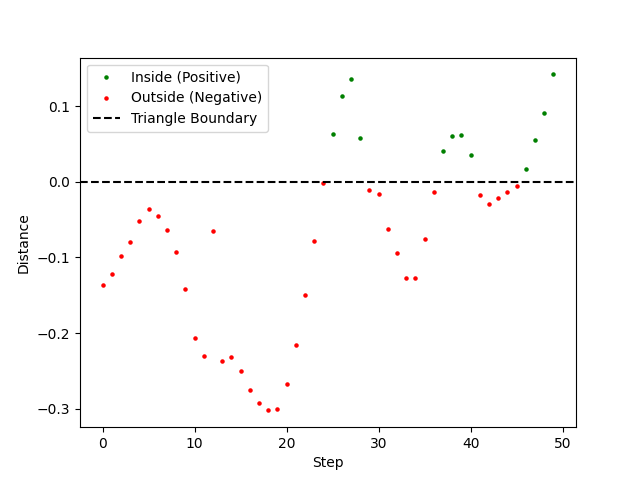 Inside (Positive)
Outside (Negative)
Triangle Boundary
0.1
0.0
−0.1
−0.2
−0.3
Distance
0 10 20 30 40 50
Step